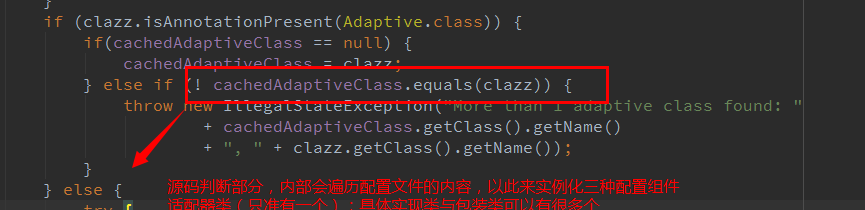 }
if (clazz.isAnnotationPresent(Adaptive.class)) {
if(cachedAdaptiveClass == null) {
cachedAdaptiveClass = clazz;
} else if (! cachedAdaptiveClass.equals(clazz)) {
throw new IllegalStateException("More than 1 adaptive class found: "
+ cachedAdaptiveClass.getClass().getName()
+ ", " + clazz.getClass().getName());
}
} else {
源码判断部分，内部会遍历配置文件的内容，以此来实例化三种配置组件
try {
适配器类（只准有一个）；具体实现类与包装类可以有很多个